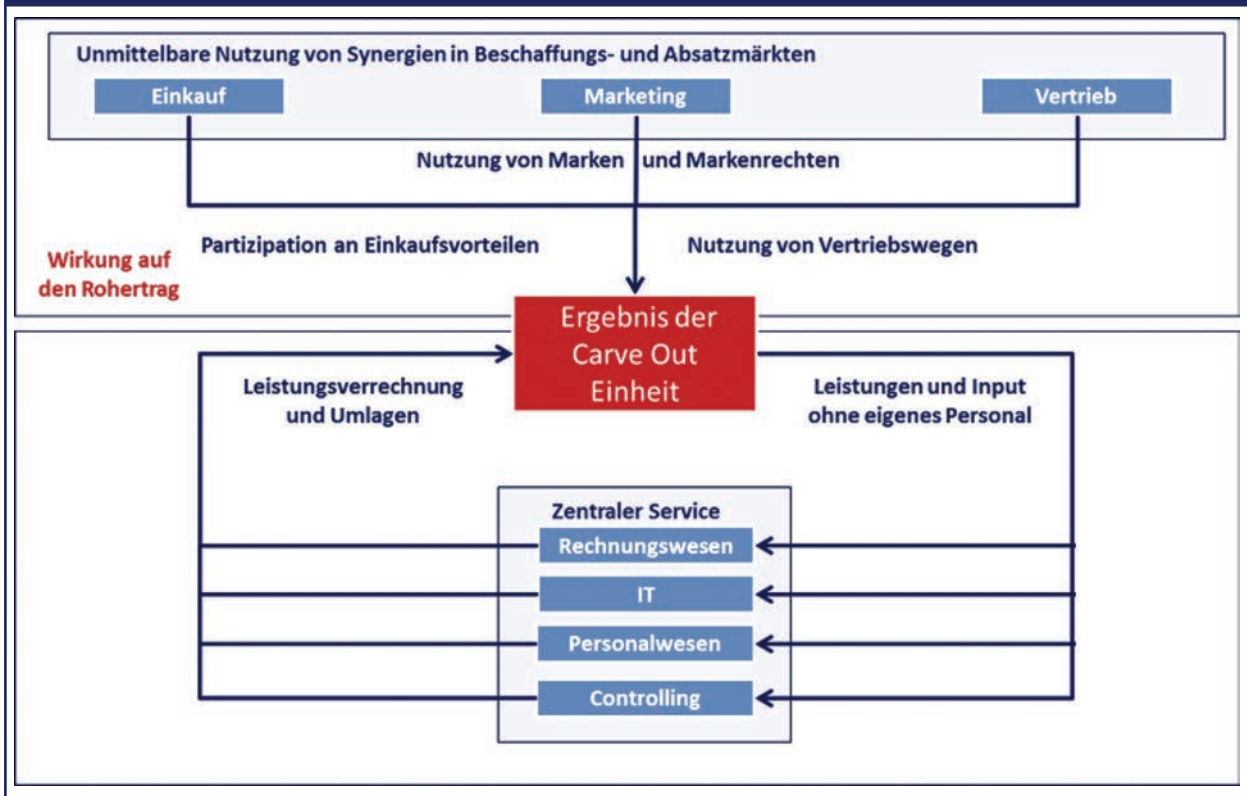 Unmittelbare Nutzung von Synergien in Beschaffungs- und Absatzmärkten
Einkauf
Marketing
Vertrieb
Nutzung von Marken und Markenrechten
Partizipation an Einkaufsvorteilen
Nutzung von Vertriebswegen
Wirkung auf
den Rohertrag
Ergebnis der
Carve Out
Einheit
Leistungsverrechnung
und Umlagen
Leistungen und Input
ohne eigenes Personal
Zentraler Service
Rechnungswesen
IT
Personalwesen
Controlling